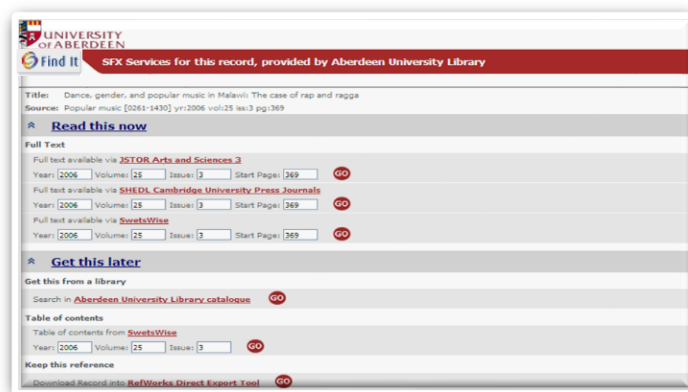 UNIVERSITY
OF ABERDEEN
Find It SFX Services for this record, provided by Aberdeen University Library
Title: Dance, gender, and popular music in Malawi: The case of rap and ragga
Source: Popular music [0261-1430] yr:2006 vol:25 iss:3 pg:369
Read this now
Full Text
Full text available via JSTOR Arts and Sciences 3
Year: 2006 Volume: 25 Issue: 3 Start Page: 369 GO
Full text available via SHEDL Cambridge University Press Journals
Year: 2006 Volume: 25 Issue: 3 Start Page: 369 GO
Full text available via SwetsWise
Year: 2006 Volume: 25 Issue: 3 Start Page: 369 GO
Get this later
Get this from a library
Search in Aberdeen University Library catalogue GO
Table of contents
Table of contents from SwetsWise
Year: 2006 Volume: 25 Issue: 3 GO
Keep this reference
Download Record into RefWorks Direct Export Tool GO